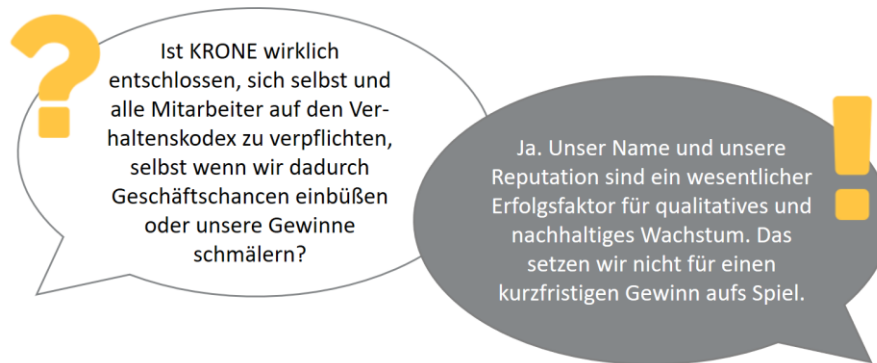 ?
Ist KRONE wirklich
entschlossen, sich selbst und
alle Mitarbeiter auf den Ver-
haltenskodex zu verpflichten,
selbst wenn wir dadurch
Geschäftschancen einbüßen
oder unsere Gewinne
schmälern?
!
Ja. Unser Name und unsere
Reputation sind ein wesentlicher
Erfolgsfaktor für qualitatives und
nachhaltiges Wachstum. Das
setzen wir nicht für einen
kurzfristigen Gewinn aufs Spiel.